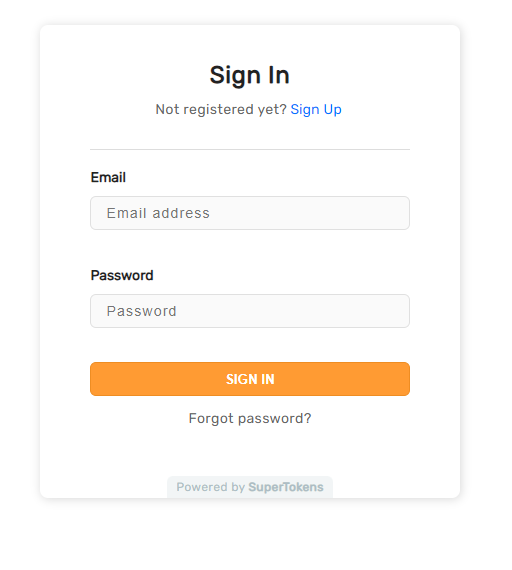 Sign In
Not registered yet? Sign Up
Email
Email address
Password
Password
SIGN IN
Forgot password?
Powered by SuperTokens